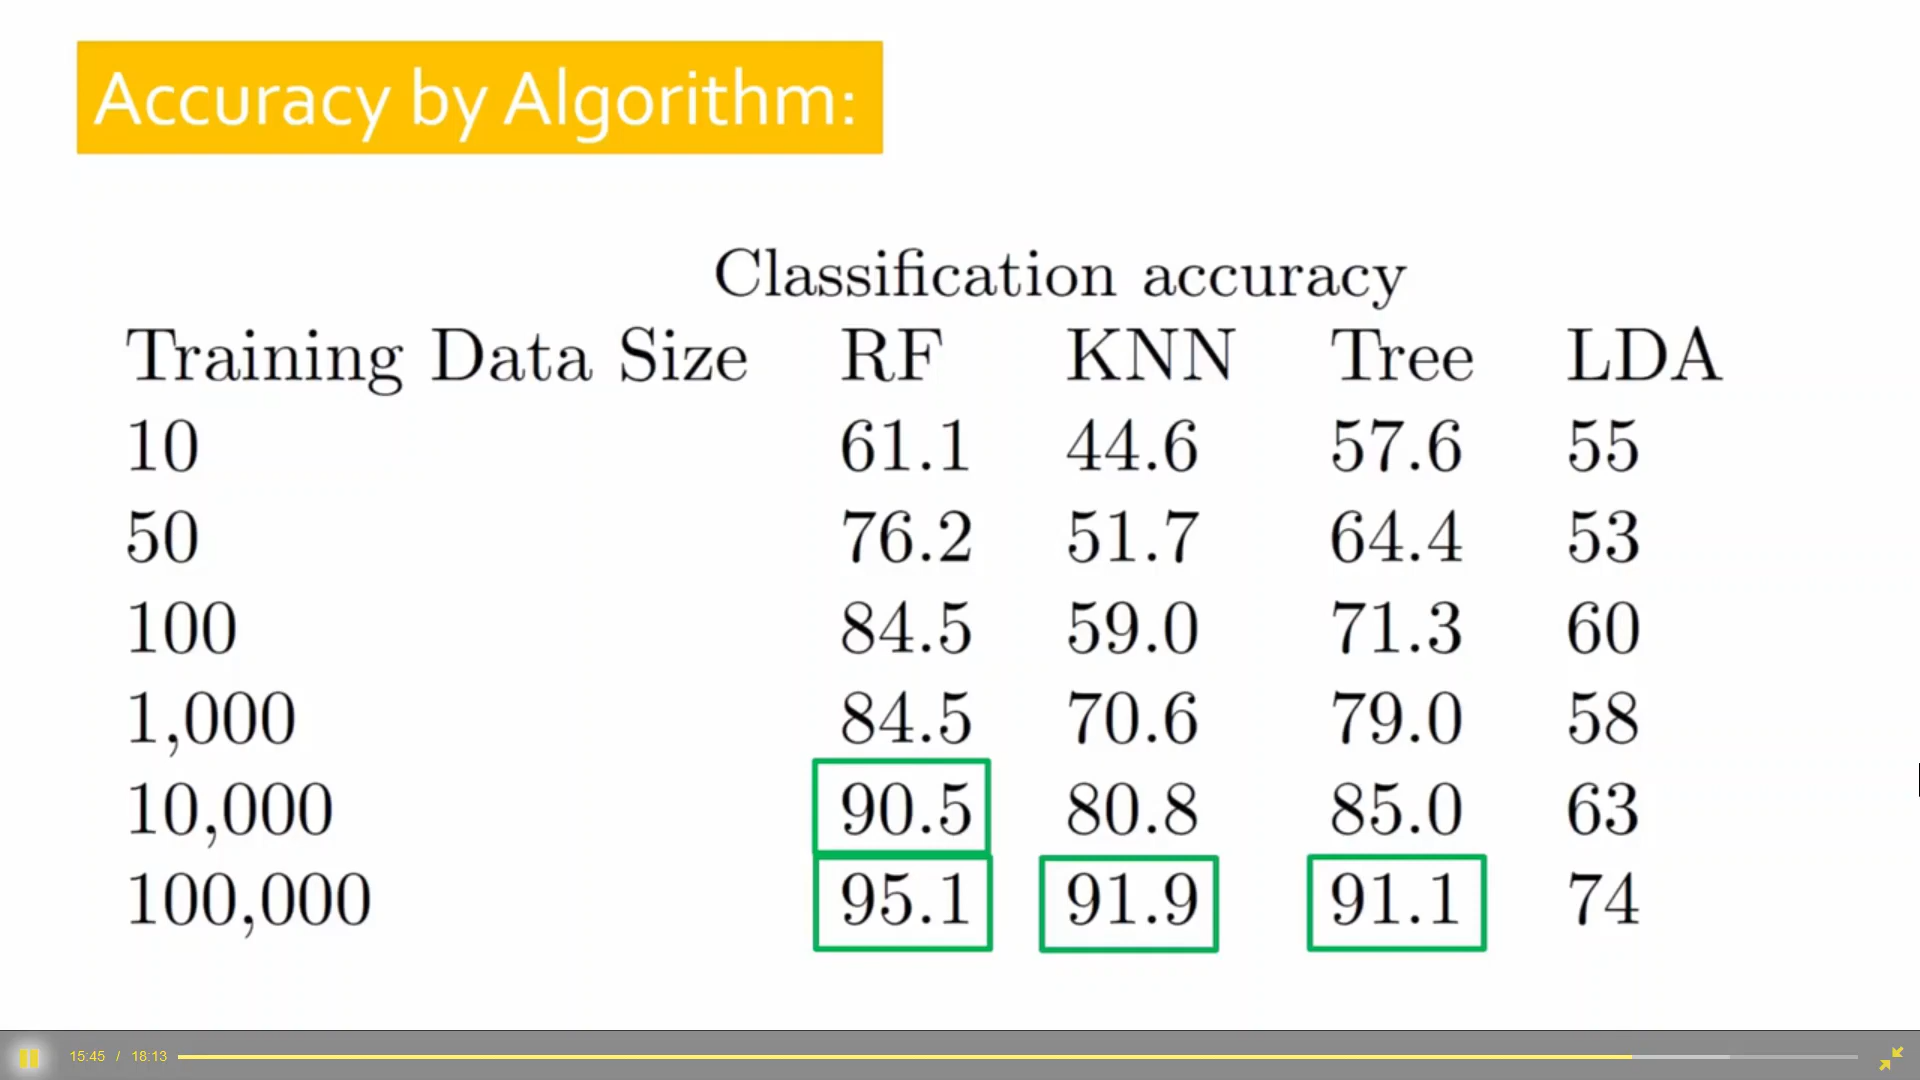 Accuracy by Algorithm:
Classification accuracy
Training Data Size RF KNN Tree LDA
10 61.1 44.6 57.6 55
50 76.2 51.7 64.4 53
100 84.5 59.0 71.3 60
1,000 84.5 70.6 79.0 58
10,000 90.5 80.8 85.0 63
100,000 95.1 91.9 91.1 74
15:45 / 18:13